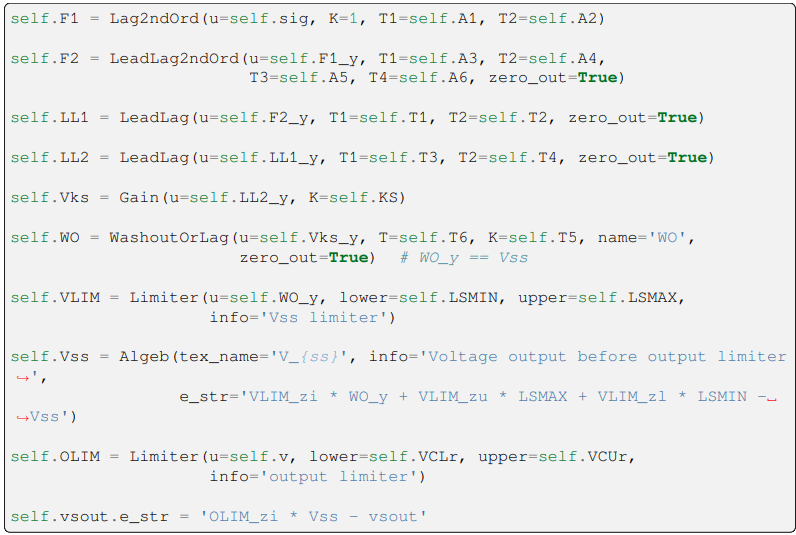 self.F1 = Lag2ndOrd(u=self.sig, K=1, T1=self.A1, T2=self.A2)
self.F2 = LeadLag2ndOrd(u=self.F1_y, T1=self.A3, T2=self.A4,
T3=self.A5, T4=self.A6, zero_out=True)
self.LL1 = LeadLag(u=self.F2_y, T1=self.T1, T2=self.T2, zero_out=True)
self.LL2 = LeadLag(u=self.LL1_y, T1=self.T3, T2=self.T4, zero_out=True)
self.Vks = Gain(u=self.LL2_y, K=self.KS)
self.WO = WashoutOrLag(u=self.Vks_y, T=self.T6, K=self.T5, name='WO',
zero_out=True)  # WO_y == Vss
self.VLIM = Limiter(u=self.WO_y, lower=self.LSMIN, upper=self.LSMAX,
info='Vss limiter')
self.Vss = Algeb(tex_name='V_{ss}', info='Voltage output before output limiter
↪',
e_str='VLIM_zi * WO_y + VLIM_zu * LSMAX + VLIM_zl * LSMIN -␣
↪Vss')
self.OLIM = Limiter(u=self.v, lower=self.VCLr, upper=self.VCUr,
info='output limiter')
self.vsout.e_str = 'OLIM_zi * Vss - vsout'